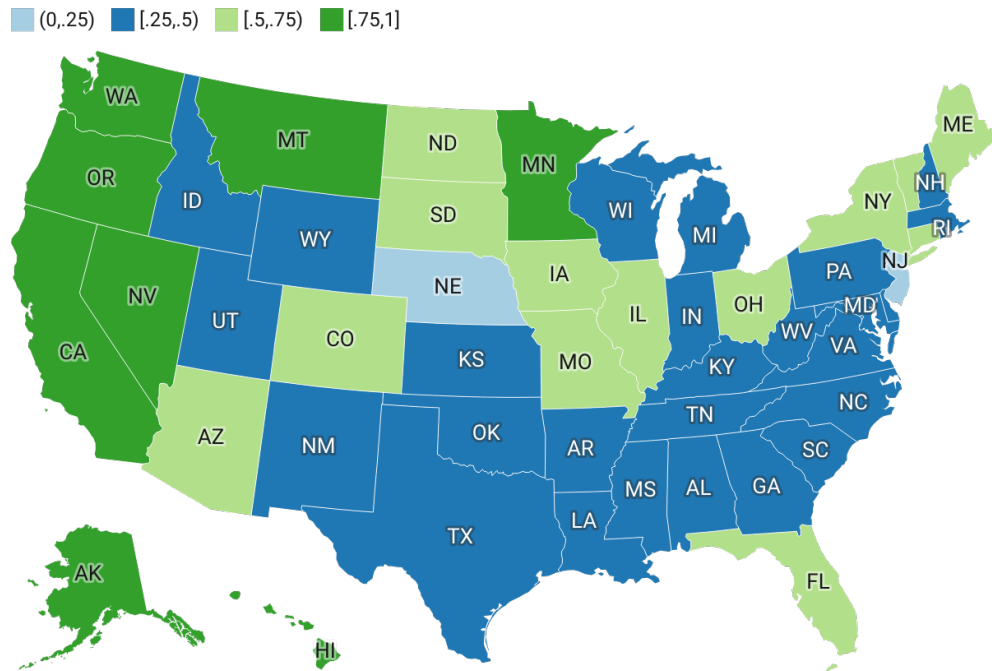 (0,.25) [.25,.5) [.5,.75) [.75,1]
WA
MT
ND
MN
ME
OR
ID
SD
WI
MI
NY
NH
RI
WY
NE
IA
PA
NJ
NV
UT
CO
IL
IN
OH
MD
CA
KS
MO
KY
WV
VA
AZ
NM
OK
AR
TN
NC
SC
TX
LA
MS
AL
GA
AK
FL
HI